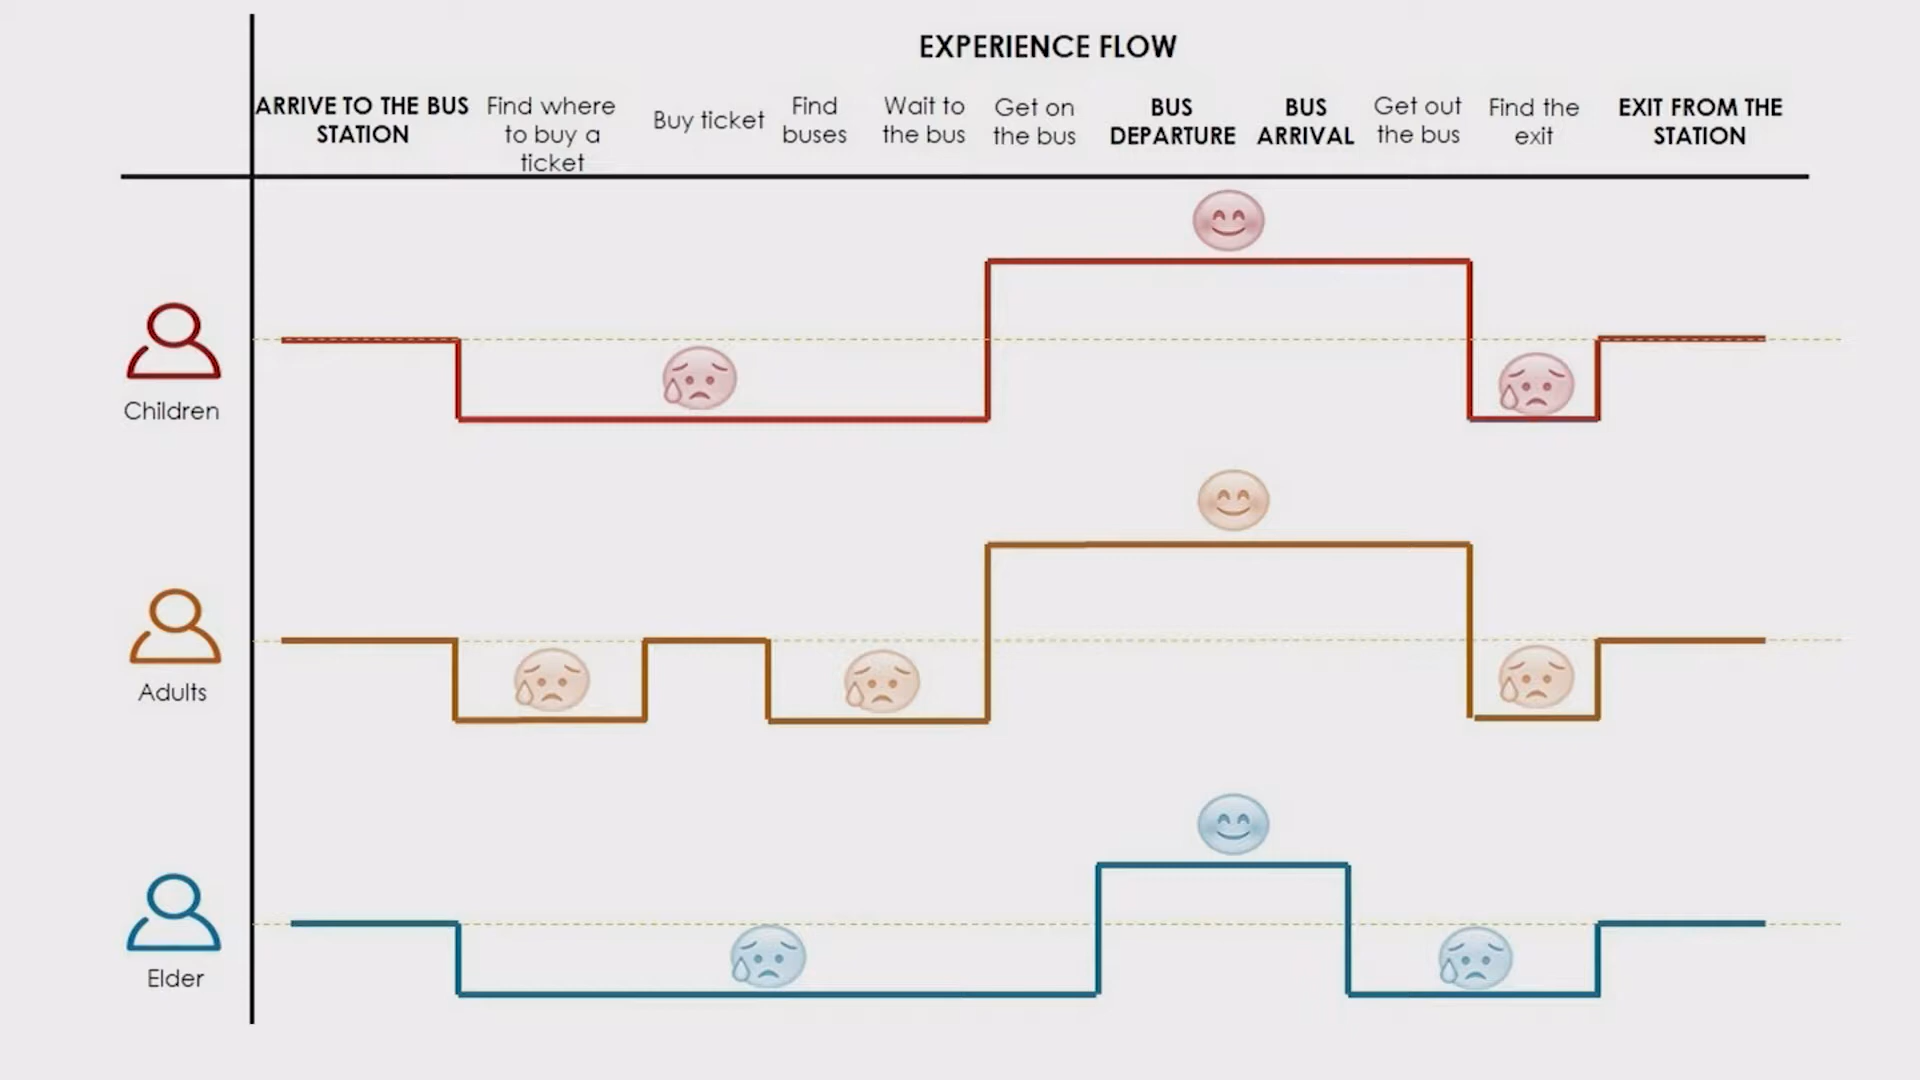 EXPERIENCE FLOW
ARRIVE TO THE BUS
STATION
Find where
to buy a
ticket
Buy ticket
Find
buses
Wait to
the bus
Get on
the bus
BUS
DEPARTURE
BUS
ARRIVAL
Get out
the bus
Find the
exit
EXIT FROM THE
STATION
Children
Adults
Elder